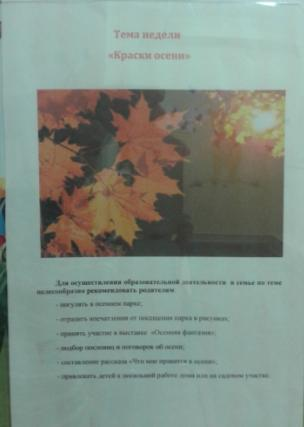 Тема недели
«Краски осени»
Для осуществления образовательной деятельности в семье по теме
целесообразно рекомендовать родителям
- погулять в осеннем парке;
- отразить впечатления от посещения парка в рисунках;
- принять участие в выставке «Осенняя фантазия»;
- подбор пословиц и поговорок об осени;
- составление рассказа «Что мне нравится в осени»;
- привлекать детей к посильной работе дома или на садовом участке.